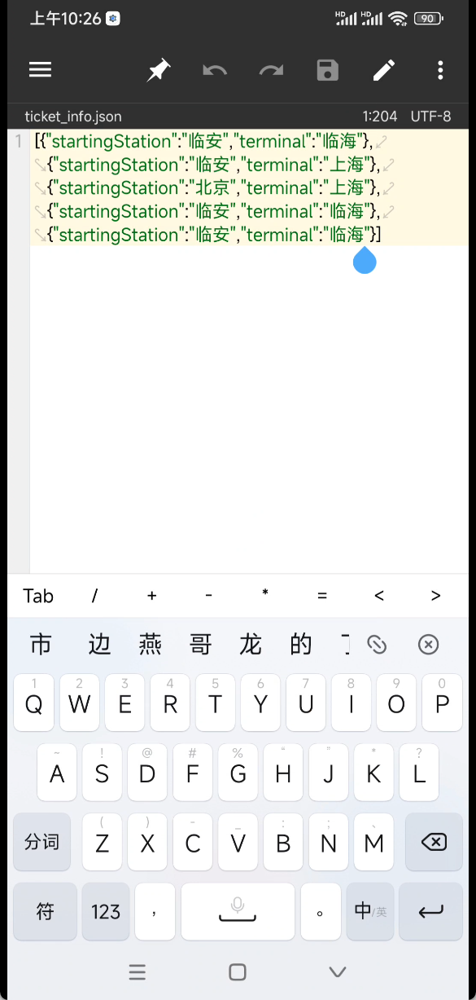 上午10:26 HD HD 90
ticket_info.json 1:204 UTF-8
1 [{"startingStation":"临安","terminal":"临海"},
{"startingStation":"临安","terminal":"上海"},
{"startingStation":"北京","terminal":"上海"},
{"startingStation":"临安","terminal":"临海"},
{"startingStation":"临安","terminal":"临海"}]
Tab / + - * = < >
市 边 燕 哥 龙 的
1 2 3 4 5 6 7 8 9 0
Q W E R T Y U I O P
~ ! @ # % “ ” * ?
A S D F G H J K L
( ) - _ : ; 、
分词 Z X C V B N M
符 123 , 。 中/英